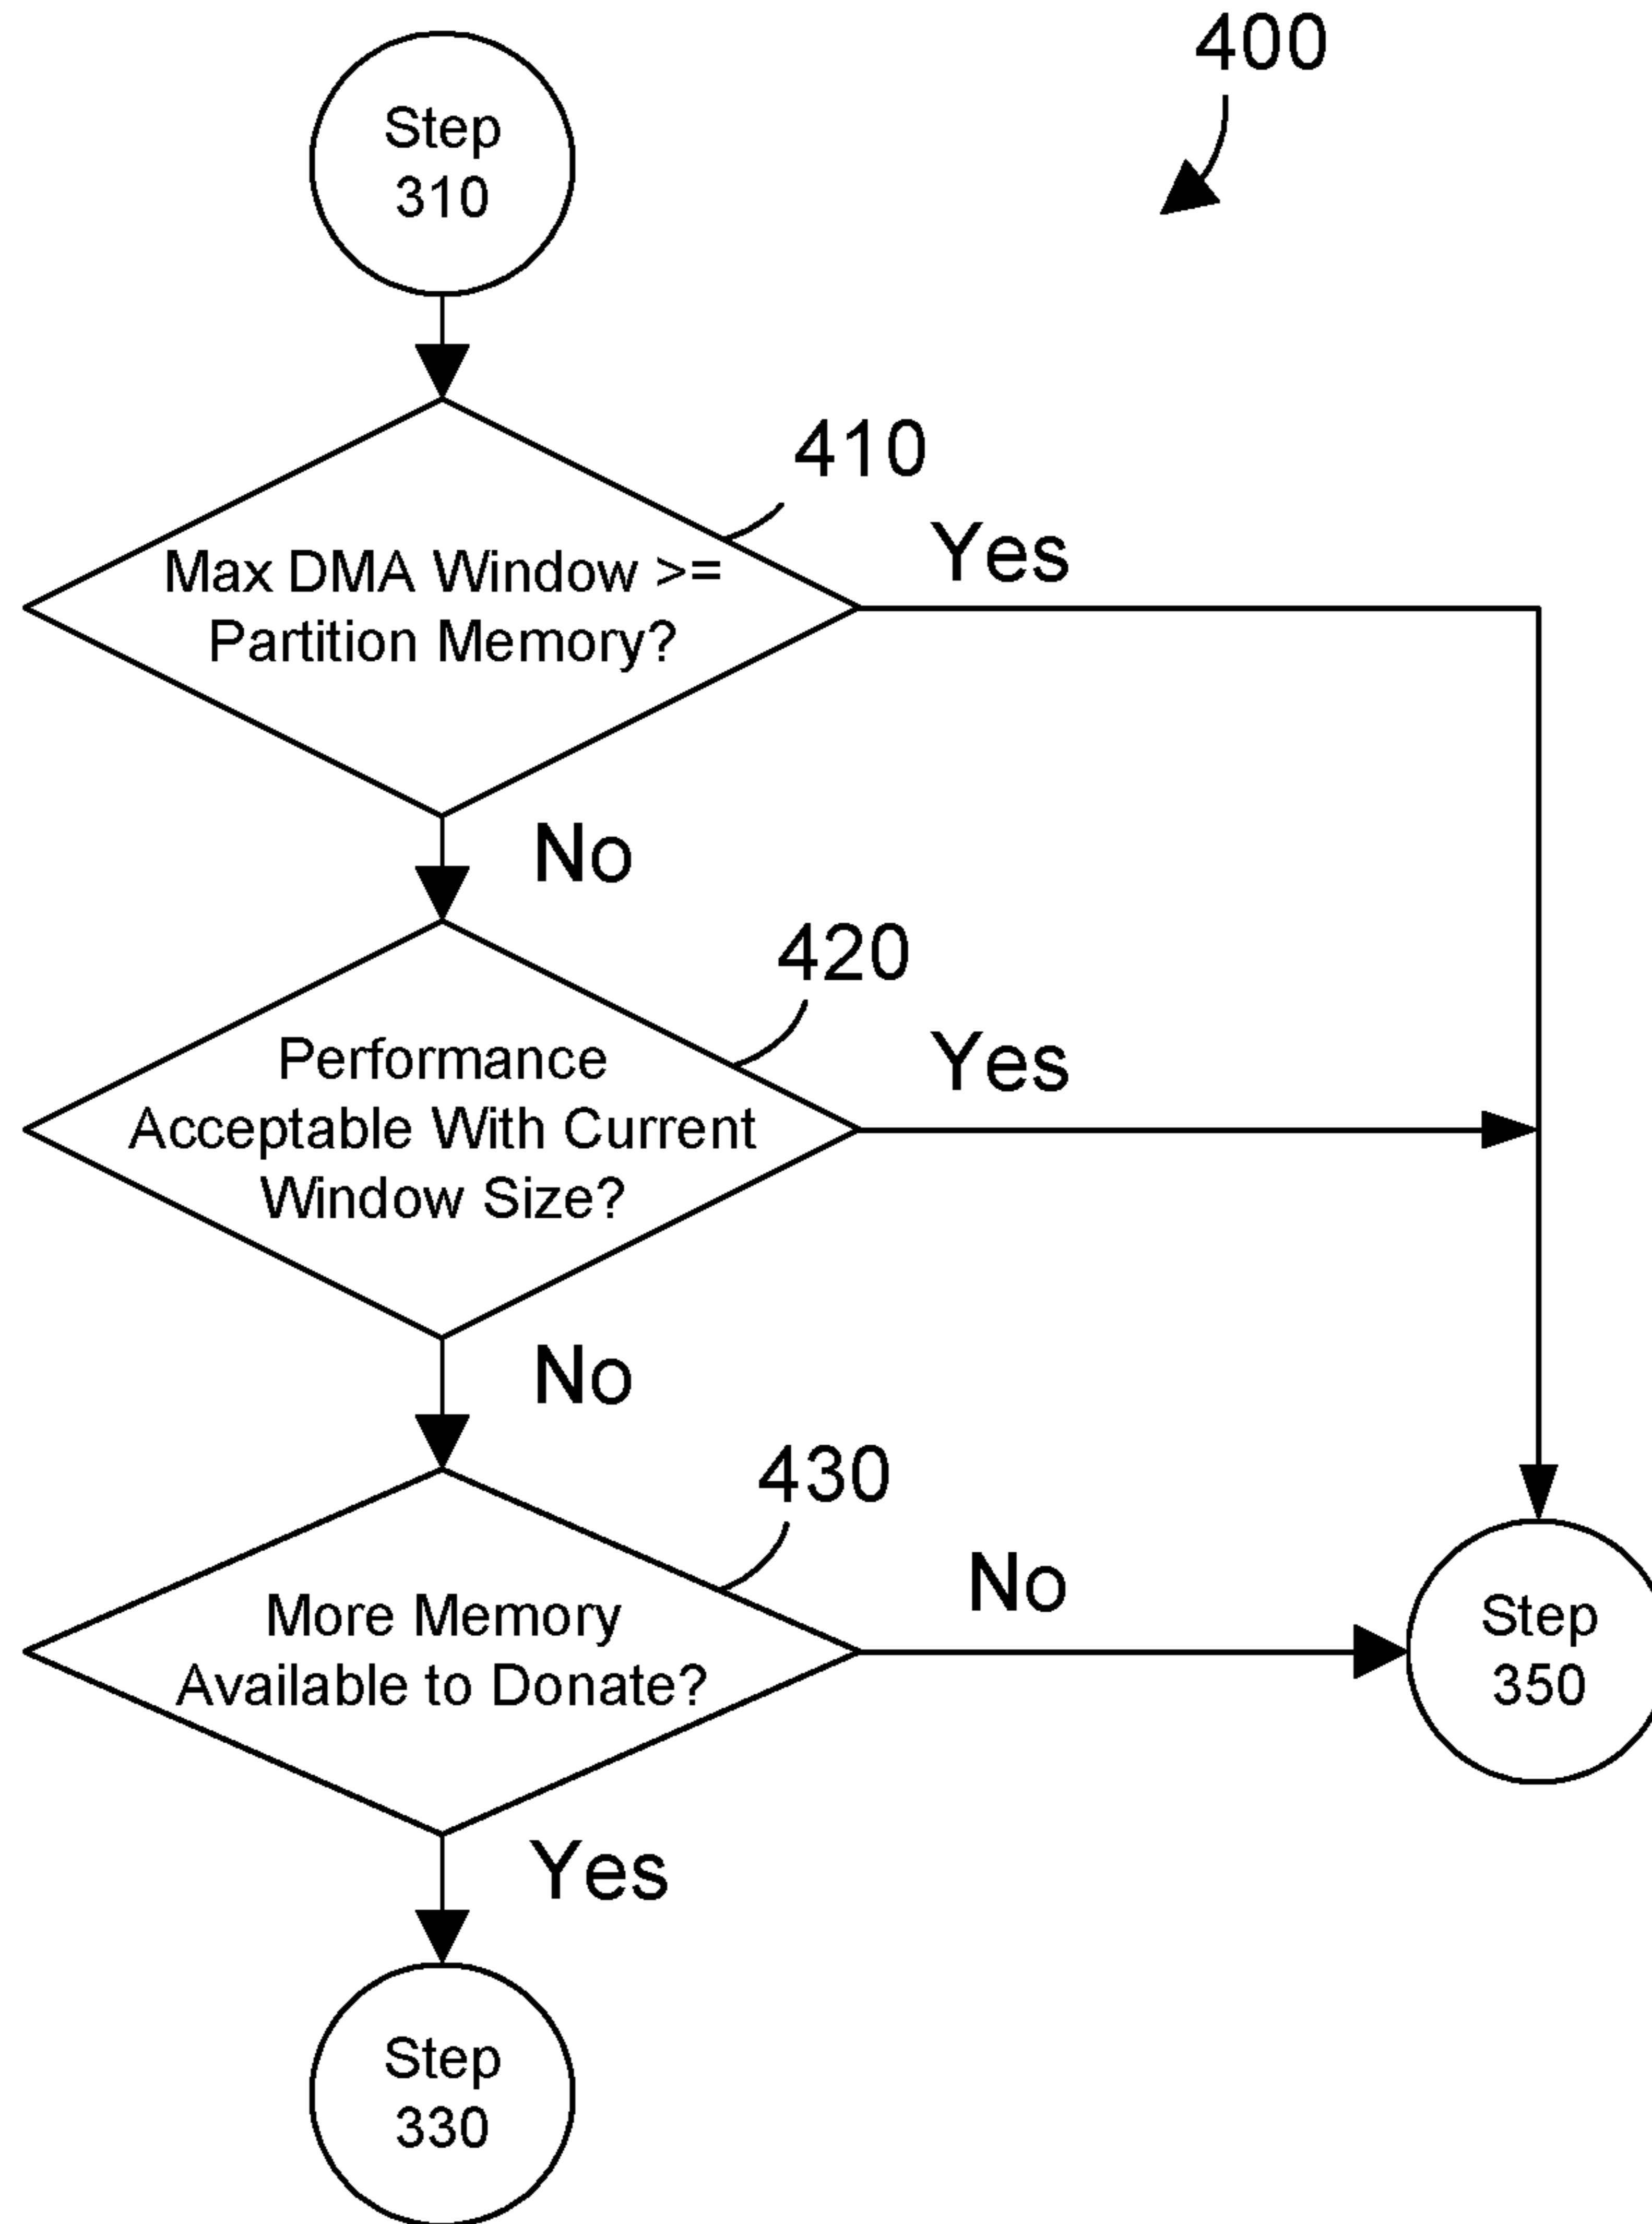 400
Step
310
410
Max DMA Window >=
Partition Memory?
Yes
No
420
Performance
Acceptable With Current
Window Size?
Yes
No
430
More Memory
Available to Donate?
No
Step
350
Yes
Step
330